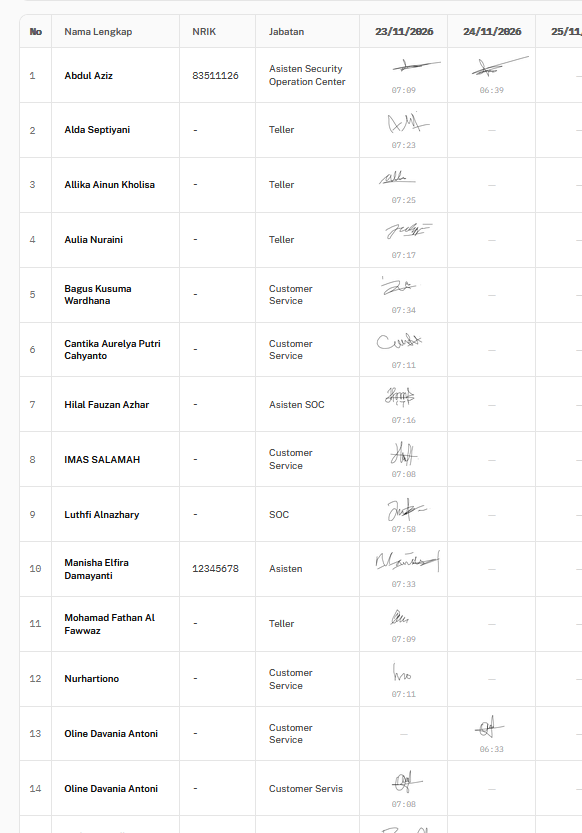 No Nama Lengkap NRIK Jabatan 23/11/2026 24/11/2026 25/11
1 Abdul Aziz 83511126 Asisten Security Operation Center 07:09 06:39 —
2 Alda Septiyani - Teller 07:23 —
3 Allika Ainun Kholisa - Teller 07:25 —
4 Aulia Nuraini - Teller 07:17 —
5 Bagus Kusuma Wardhana - Customer Service 07:34 —
6 Cantika Aurelya Putri Cahyanto - Customer Service 07:11 —
7 Hilal Fauzan Azhar - Asisten SOC 07:16 —
8 IMAS SALAMAH - Customer Service 07:08 —
9 Luthfi Alnazhary - SOC 07:58 —
10 Manisha Elfira Damayanti 12345678 Asisten 07:33 —
11 Mohamad Fathan Al Fawwaz - Teller 07:09 —
12 Nurhartiono - Customer Service 07:11 —
13 Oline Davania Antoni - Customer Service — 06:33
14 Oline Davania Antoni - Customer Servis 07:08 —